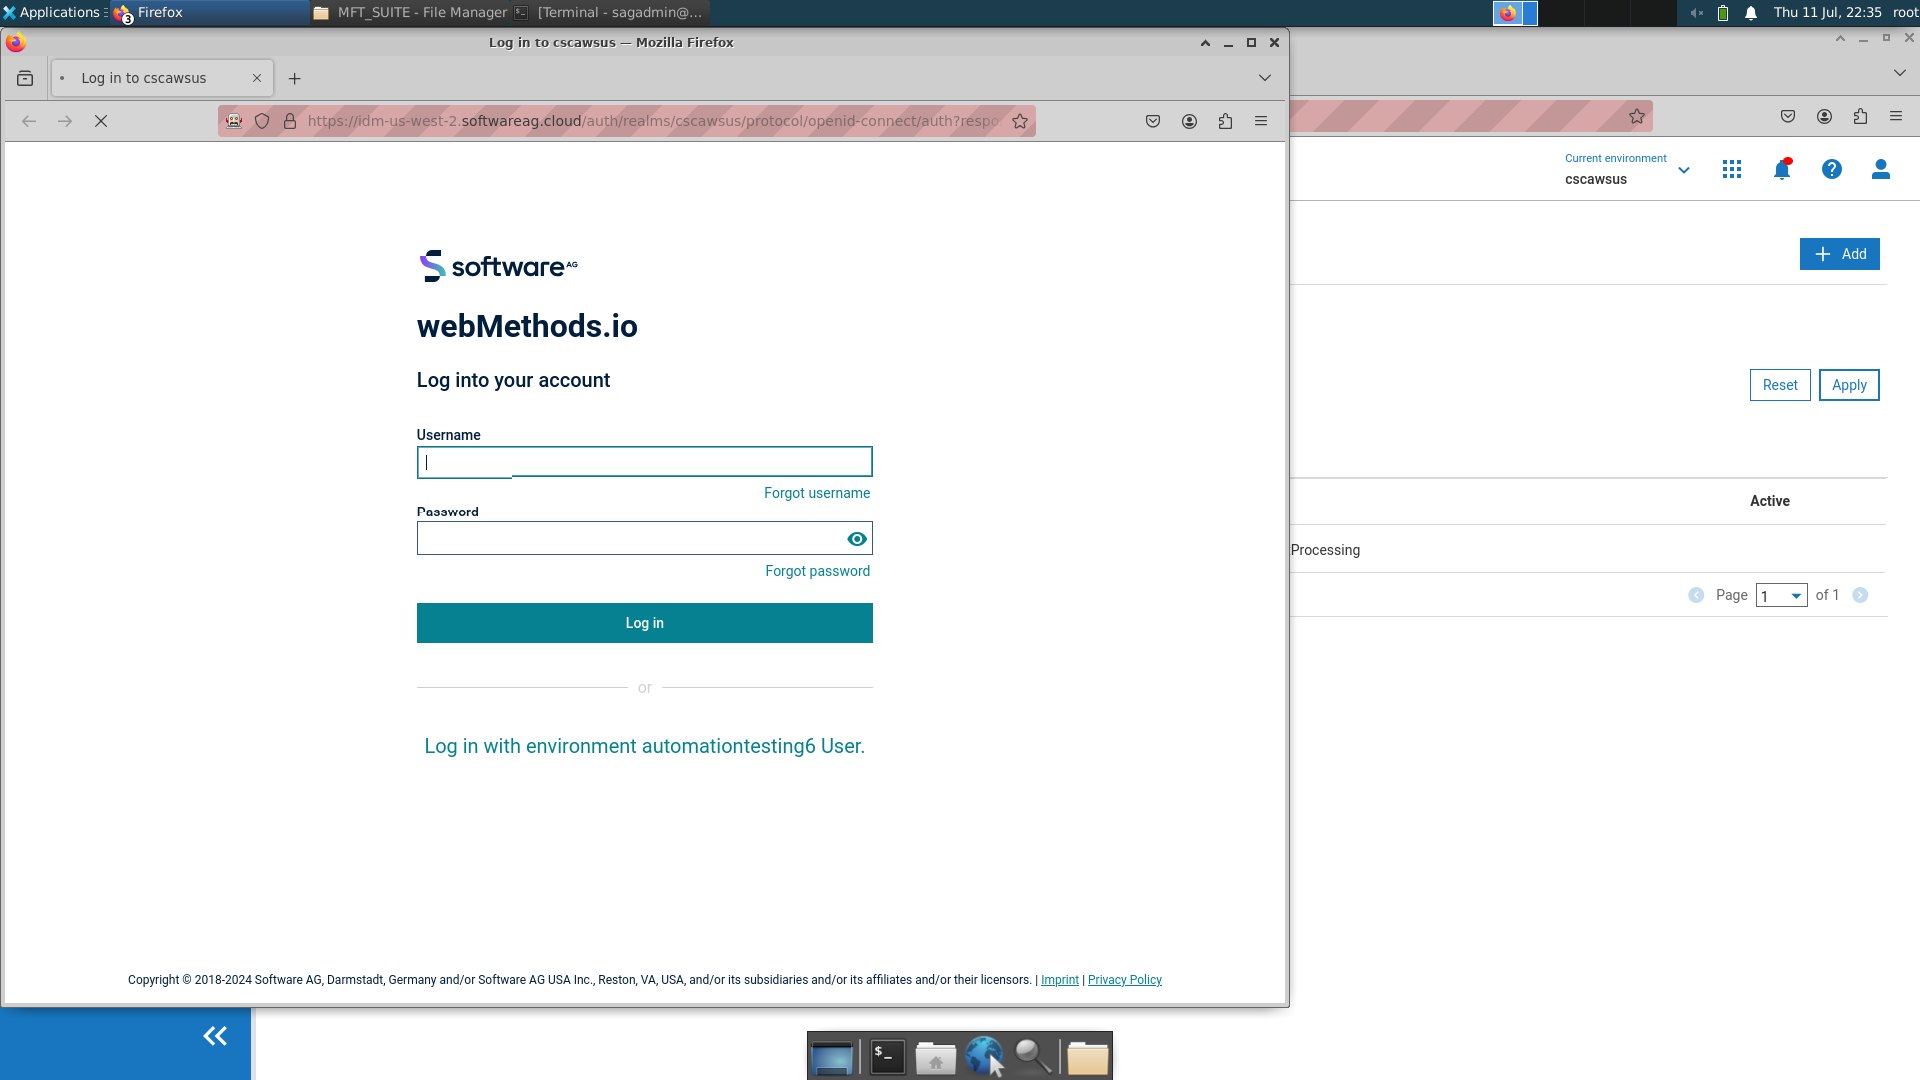 Applications
3
Firefox
MFT_SUITE - File Manager
[Terminal - sagadmin@...
Thu 11 Jul, 22:35
root
Log in to cscawsus — Mozilla Firefox
Log in to cscawsus
https://idm-us-west-2.softwareag.cloud/auth/realms/cscawsus/protocol/openid-connect/auth?respo
Current environment
cscawsus
Add
software AG
webMethods.io
Log into your account
Reset
Apply
Username
Forgot username
Active
Password
Processing
Forgot password
Page
1
of 1
Log in
or
Log in with environment automationtesting6 User.
Copyright © 2018-2024 Software AG, Darmstadt, Germany and/or Software AG USA Inc., Reston, VA, USA, and/or its subsidiaries and/or its affiliates and/or their licensors. | Imprint | Privacy Policy
$_